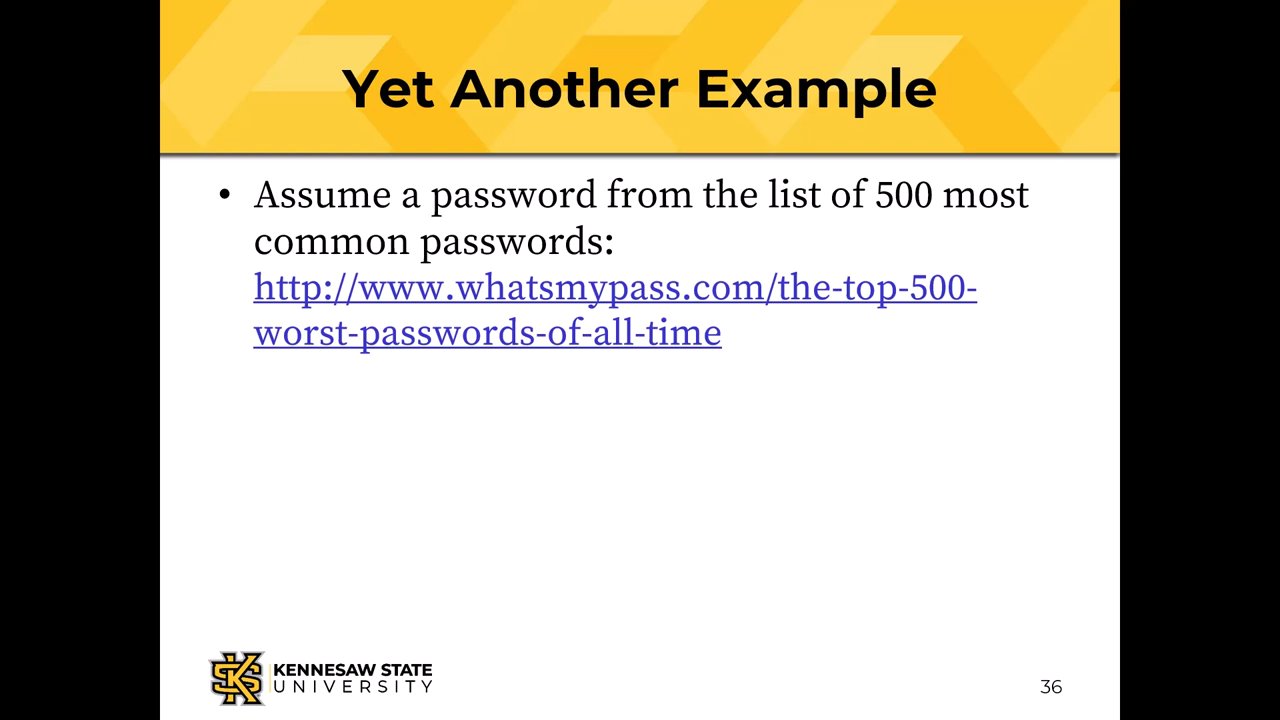 Yet Another Example
• Assume a password from the list of 500 most
common passwords:
http://www.whatsmypass.com/the-top-500-
worst-passwords-of-all-time
KENNESAW STATE
UNIVERSITY
36